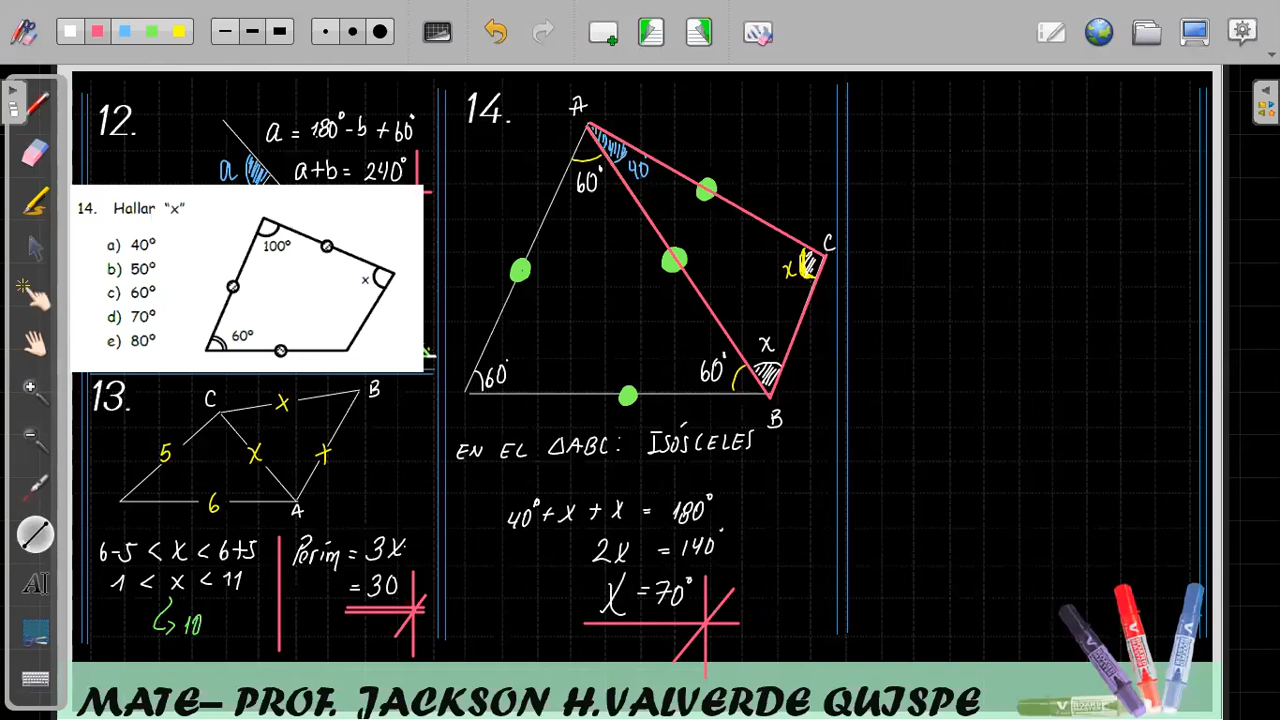 12.
a = 180° - b + 60°
a
a+b = 240°
14. Hallar "x"
a) 40°
b) 50°
c) 60°
d) 70°
e) 80°
100°
x
60°
13.
C
x
B
5
x
x
6
A
6-5 < x < 6+5
1 < x < 11
10
Perím = 3x
= 30
14.
A
60°
40°
C
x
x
60°
60°
B
EN EL △ABC: ISÓSCELES
40° + x + x = 180°
2x = 140°
x = 70°
MATE– PROF. JACKSON H.VALVERDE QUISPE